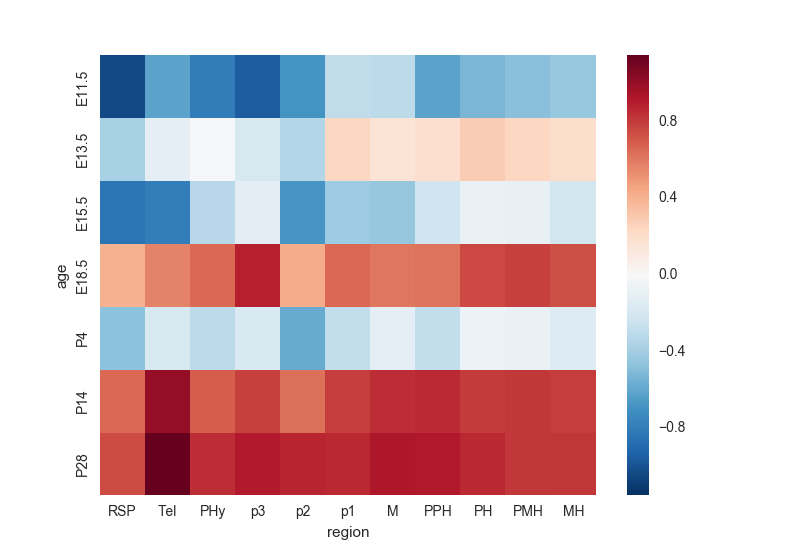 E11.5
E13.5
E15.5
E18.5
P4
P14
P28
age
RSP Tel PHy p3 p2 p1 M PPH PH PMH MH
region
0.8
0.4
0.0
−0.4
−0.8